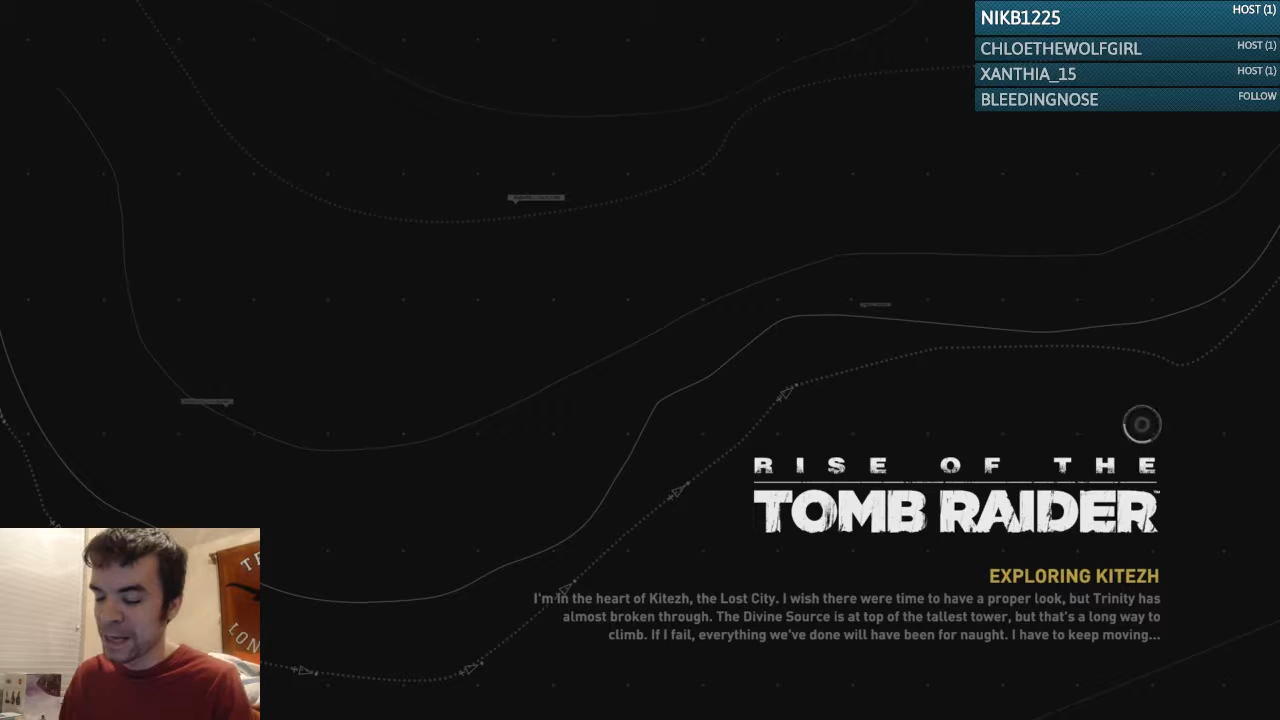 NIKB1225 HOST (1)
CHLOETHEWOLFGIRL HOST (1)
XANTHIA_15 HOST (1)
BLEEDINGNOSE FOLLOW
RISE OF THE
TOMB RAIDER
EXPLORING KITEZH
I'm in the heart of Kitezh, the Lost City. I wish there were time to have a proper look, but Trinity has
almost broken through. The Divine Source is at top of the tallest tower, but that's a long way to
climb. If I fail, everything we've done will have been for naught. I have to keep moving...